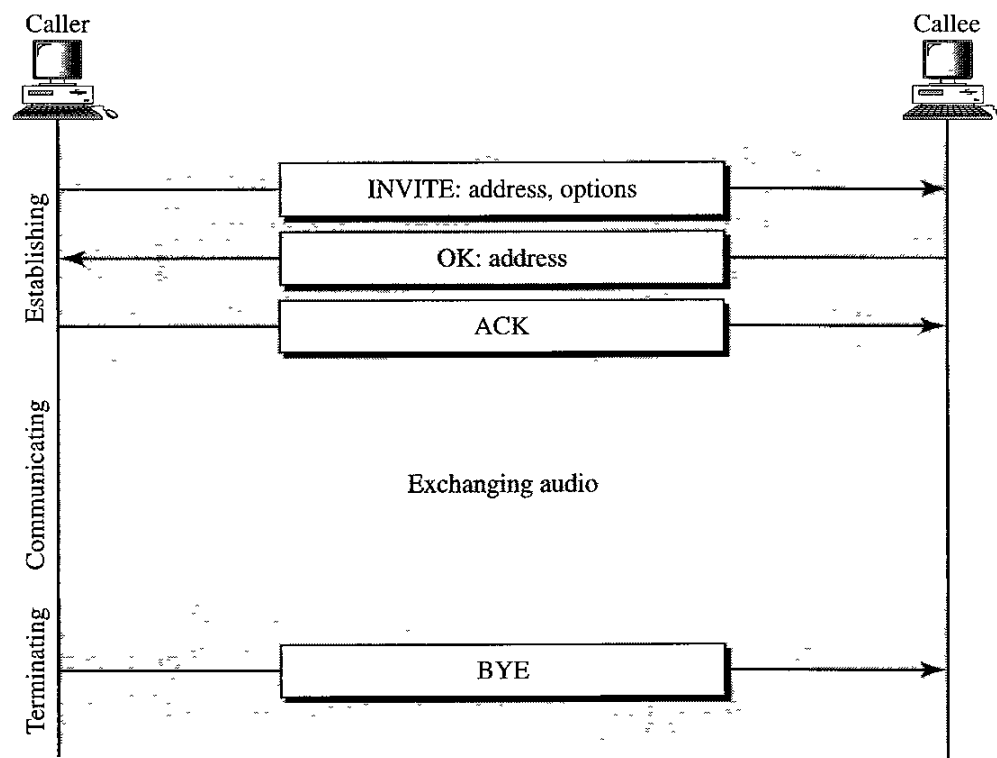 Caller
Callee
Establishing
INVITE: address, options
OK: address
ACK
Communicating
Exchanging audio
Terminating
BYE